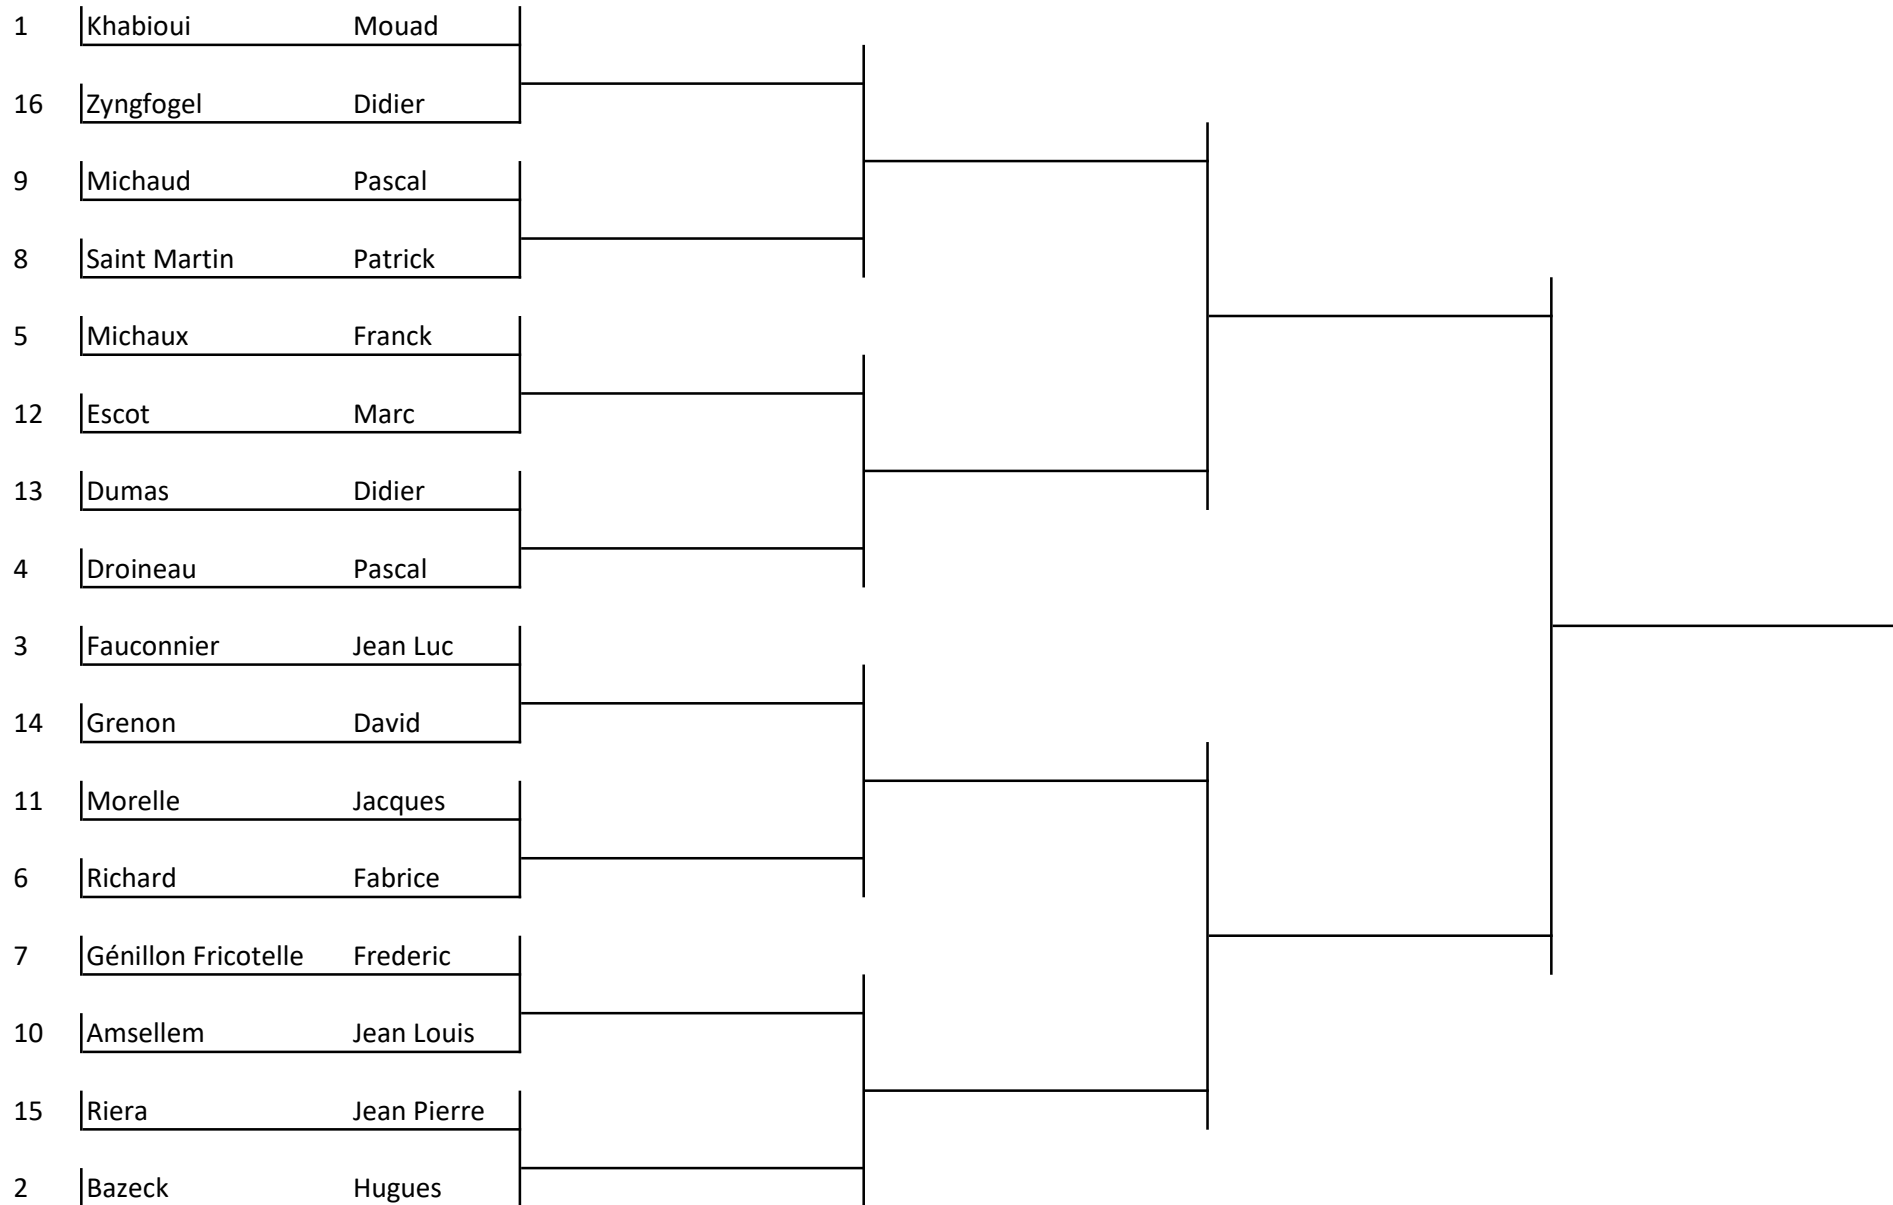 1 Khabioui Mouad
16 Zyngfogel Didier
9 Michaud Pascal
8 Saint Martin Patrick
5 Michaux Franck
12 Escot Marc
13 Dumas Didier
4 Droineau Pascal
3 Fauconnier Jean Luc
14 Grenon David
11 Morelle Jacques
6 Richard Fabrice
7 Génillon Fricotelle Frederic
10 Amsellem Jean Louis
15 Riera Jean Pierre
2 Bazeck Hugues